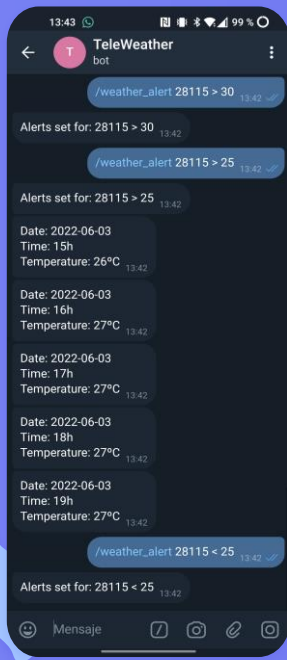 13:43
99 %
T
TeleWeather
bot
/weather_alert 28115 > 30
13:42
Alerts set for: 28115 > 30
13:42
/weather_alert 28115 > 25
13:42
Alerts set for: 28115 > 25
13:42
Date: 2022-06-03
Time: 15h
Temperature: 26ºC
13:42
Date: 2022-06-03
Time: 16h
Temperature: 27ºC
13:42
Date: 2022-06-03
Time: 17h
Temperature: 27ºC
13:42
Date: 2022-06-03
Time: 18h
Temperature: 27ºC
13:42
Date: 2022-06-03
Time: 19h
Temperature: 27ºC
13:42
/weather_alert 28115 < 25
13:42
Alerts set for: 28115 < 25
13:42
Mensaje